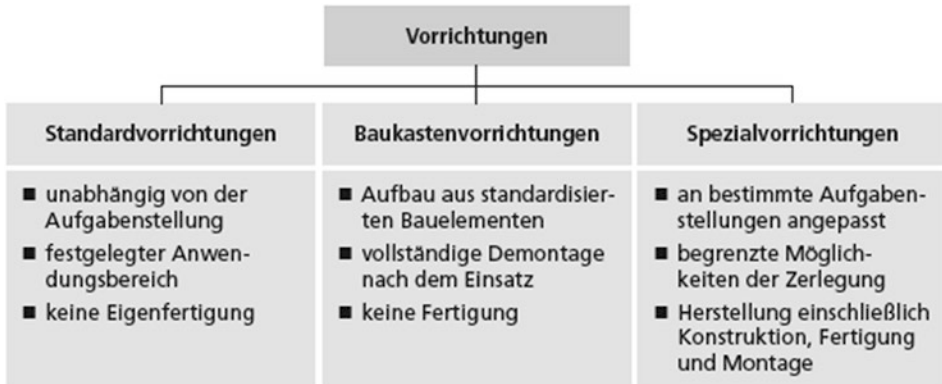 Vorrichtungen
Standardvorrichtungen
■ unabhängig von der
Aufgabenstellung
■ festgelegter Anwen-
dungsbereich
■ keine Eigenfertigung
Baukastenvorrichtungen
■ Aufbau aus standardisier-
ten Bauelementen
■ vollständige Demontage
nach dem Einsatz
■ keine Fertigung
Spezialvorrichtungen
■ an bestimmte Aufgaben-
stellungen angepasst
■ begrenzte Möglich-
keiten der Zerlegung
■ Herstellung einschließlich
Konstruktion, Fertigung
und Montage